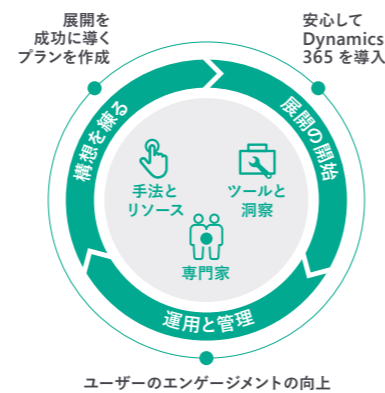 展開を
成功に導く
プランを作成
安心して
Dynamics
365 を導入
構想を練る
展開の開始
手法と
リソース
ツールと
洞察
専門家
運用と管理
ユーザーのエンゲージメントの向上